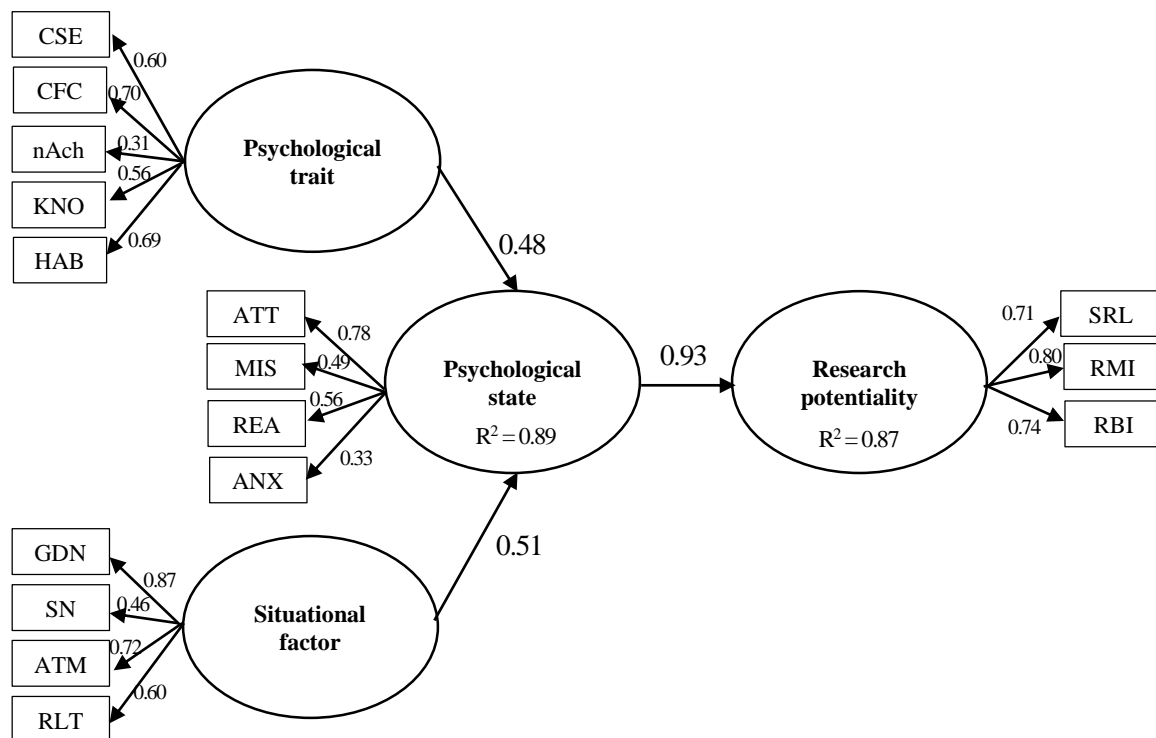 CSE
0.60
CFC
0.70
nAch
0.31
KNO
0.56
HAB
0.69
Psychological
trait
0.48
ATT
0.78
MIS
0.49
REA
0.56
ANX
0.33
Psychological
state
R² = 0.89
0.93
Research
potentiality
R² = 0.87
0.71
SRL
0.80
RMI
0.74
RBI
0.51
GDN
0.87
SN
0.46
ATM
0.72
RLT
0.60
Situational
factor